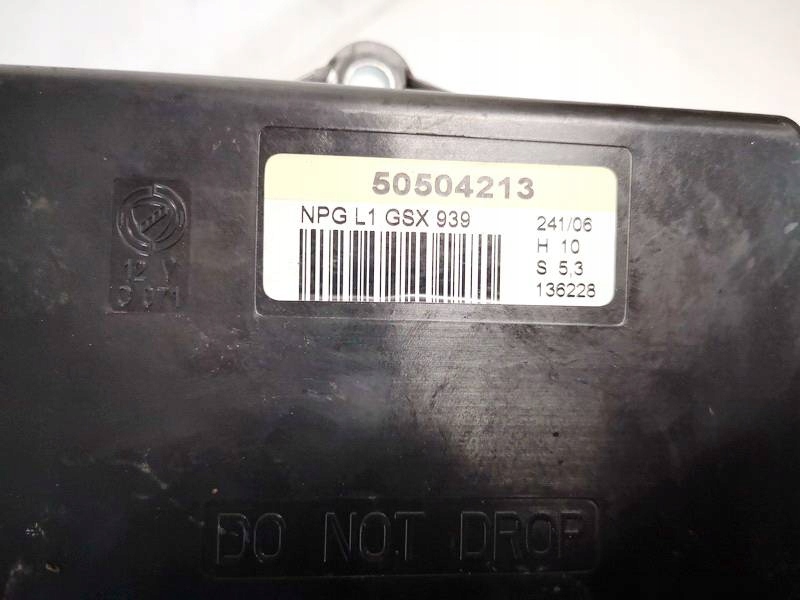 50504213
NPG L1 GSX 939
241/06
H 10
S 5,3
136228
12 V
DO NOT DROP